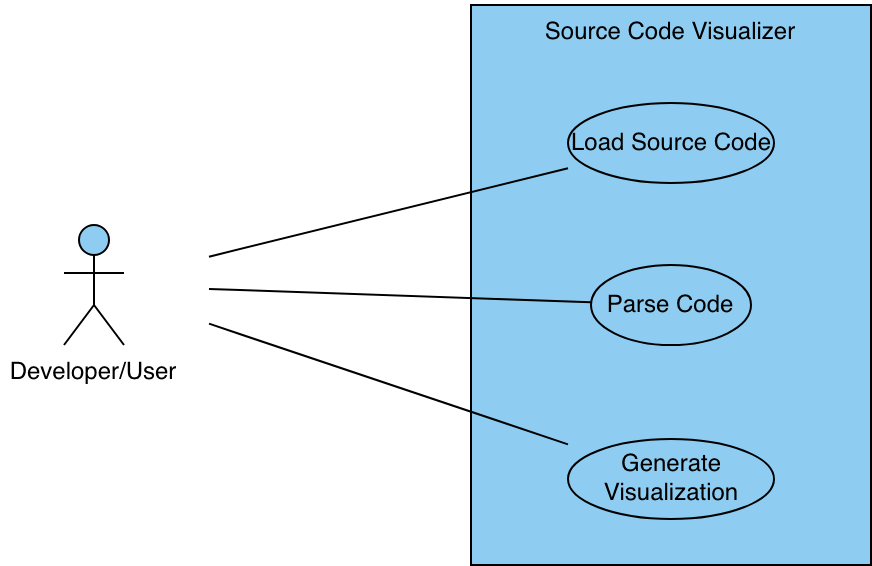 Source Code Visualizer
Load Source Code
Parse Code
Developer/User
Generate
Visualization